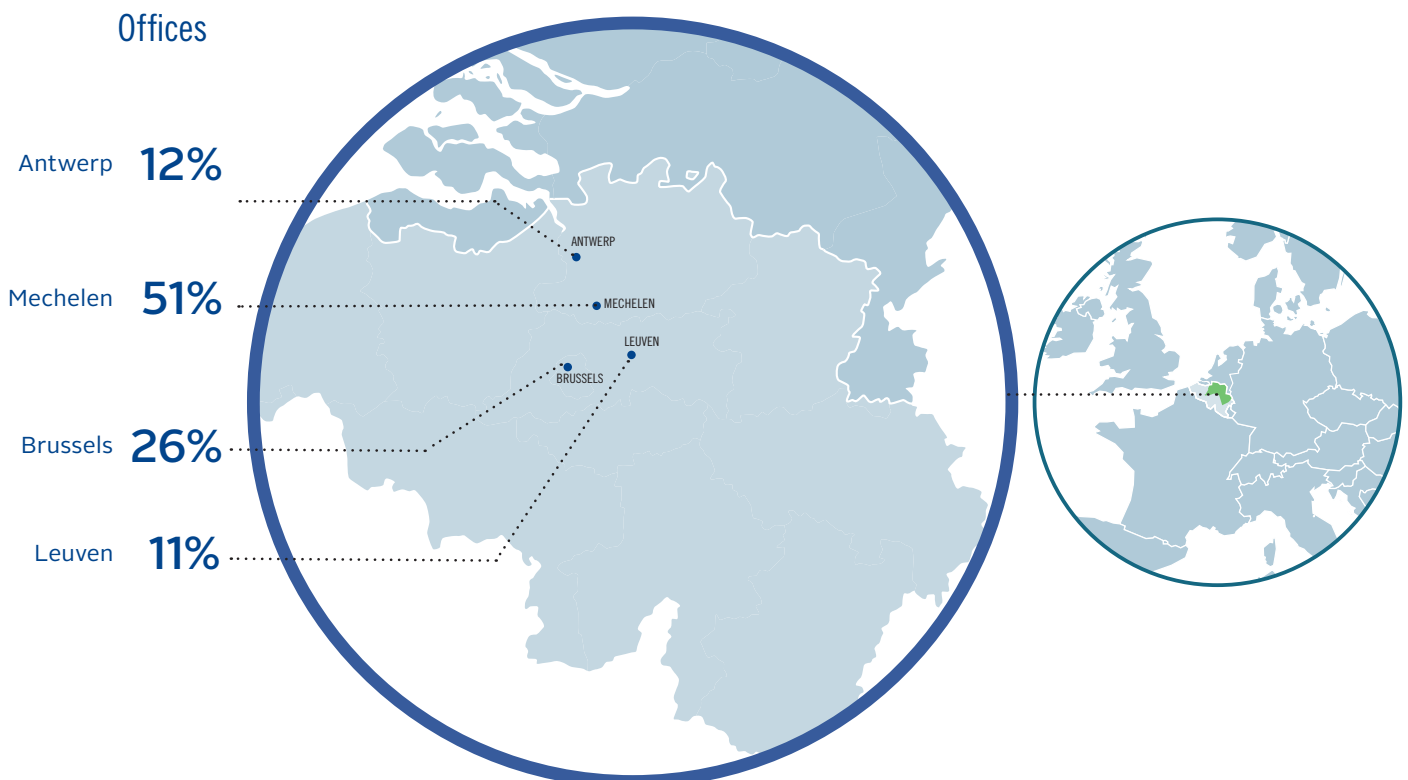 Offices
Antwerp 12%
Mechelen 51%
Brussels 26%
Leuven 11%
ANTWERP
MECHELEN
LEUVEN
BRUSSELS